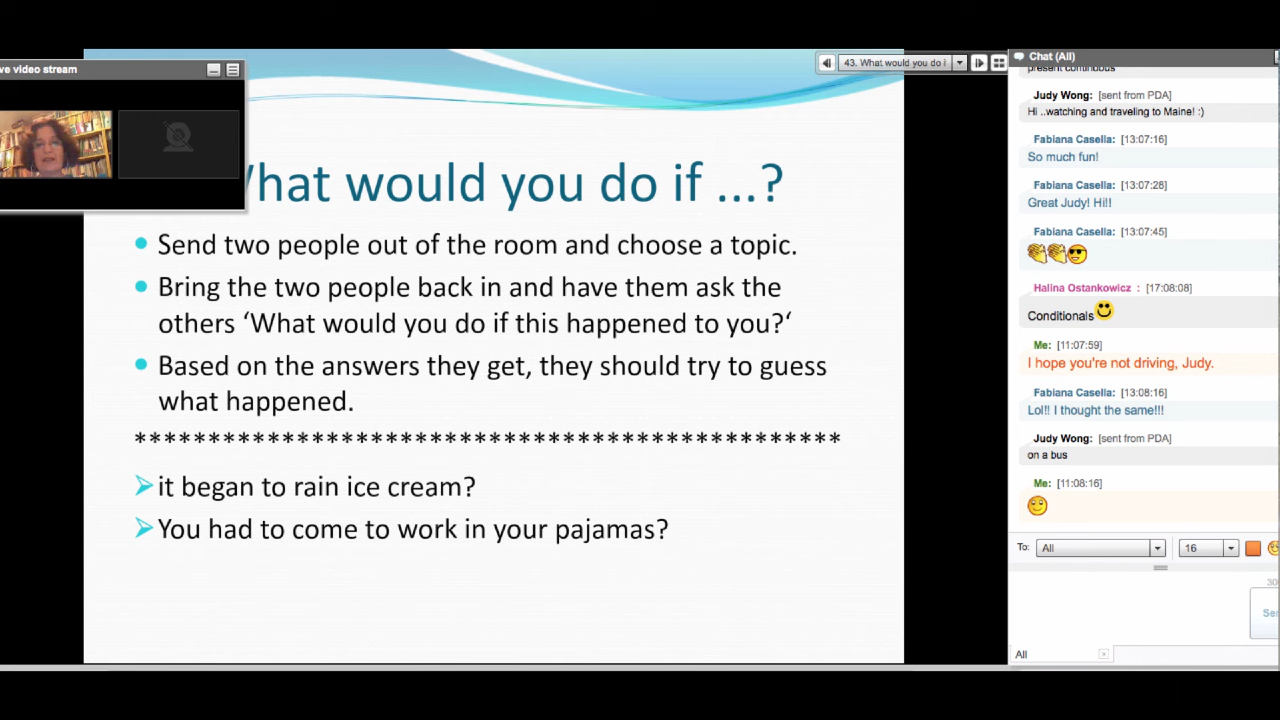 ve video stream
43. What would you do i
What would you do if ...?
Send two people out of the room and choose a topic.
Bring the two people back in and have them ask the
others ‘What would you do if this happened to you?‘
Based on the answers they get, they should try to guess
what happened.
************************************************
it began to rain ice cream?
You had to come to work in your pajamas?
Chat (All)
present continuous
Judy Wong: [sent from PDA]
Hi ..watching and traveling to Maine! :)
Fabiana Casella: [13:07:16]
So much fun!
Fabiana Casella: [13:07:28]
Great Judy! Hi!!
Fabiana Casella: [13:07:45]
Halina Ostankowicz : [17:08:08]
Conditionals
Me: [11:07:59]
I hope you're not driving, Judy.
Fabiana Casella: [13:08:16]
Lol!! I thought the same!!!
Judy Wong: [sent from PDA]
on a bus
Me: [11:08:16]
To: All 16
30
Se
All